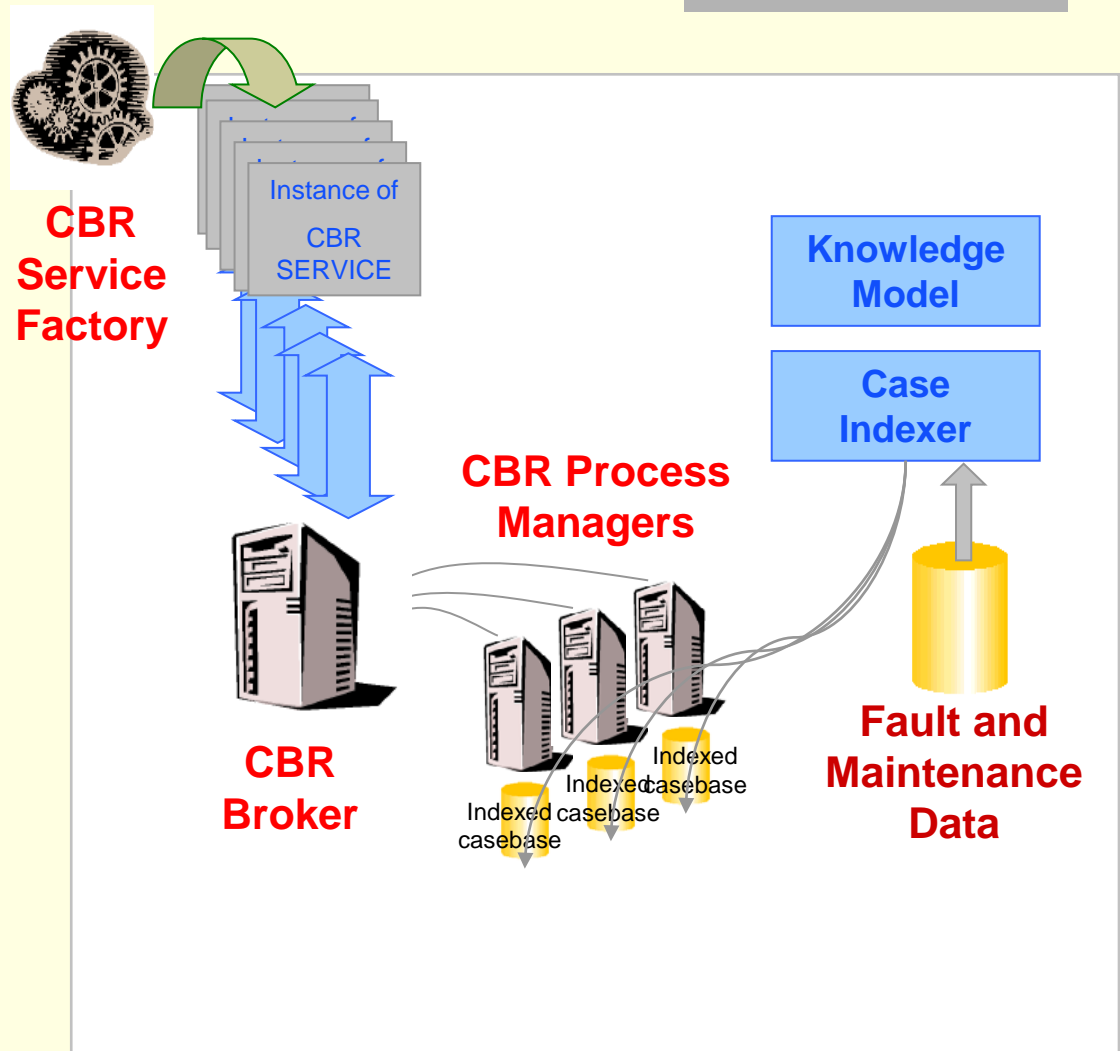 Instance of
CBR
SERVICE
CBR
Service
Factory
Knowledge
Model
Case
Indexer
CBR Process
Managers
CBR
Broker
Indexed
casebase
Indexed
casebase
Indexed
casebase
Fault and
Maintenance
Data